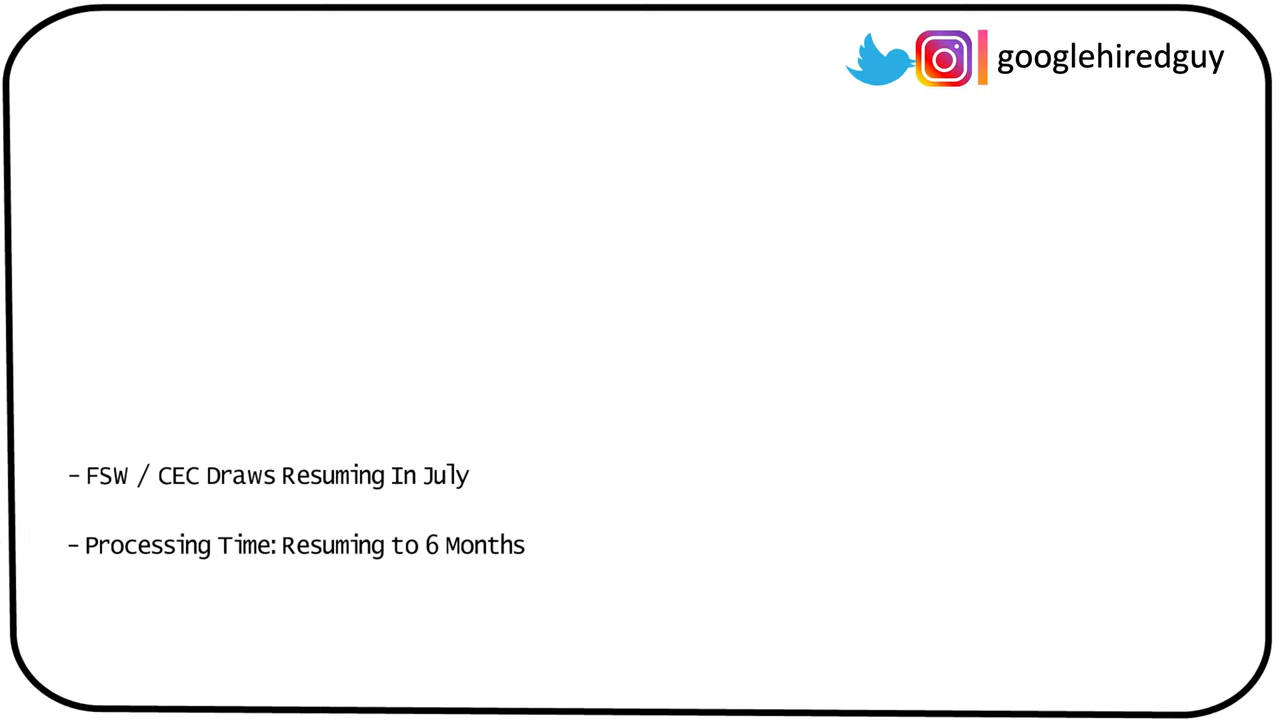 googlehiredguy
- FSW / CEC Draws Resuming In July
- Processing Time: Resuming to 6 Months